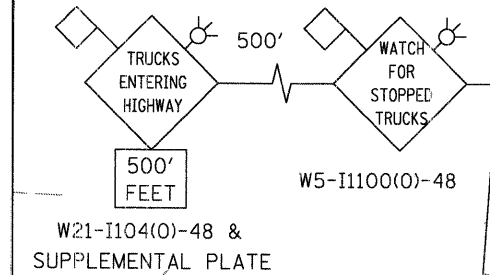 TRUCKS
ENTERING
HIGHWAY
500'
FEET
W21-I104(O)-48 &
SUPPLEMENTAL PLATE
500'
WATCH
FOR
STOPPED
TRUCKS
W5-I1100(O)-48